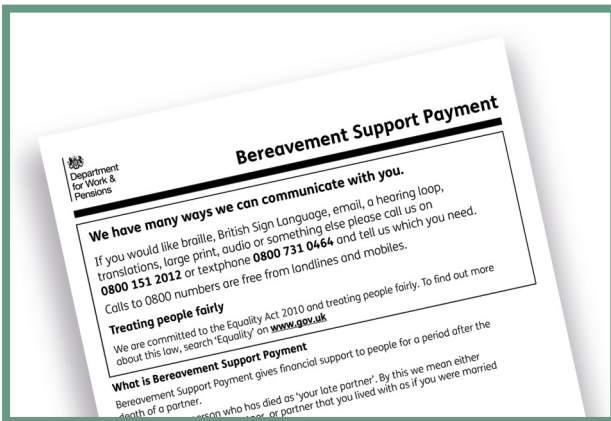 Department
for Work &
Pensions
Bereavement Support Payment
We have many ways we can communicate with you.
If you would like braille, British Sign Language, email, a hearing loop,
translations, large print, audio or something else please call us on
0800 151 2012 or textphone 0800 731 0464 and tell us which you need.
Calls to 0800 numbers are free from landlines and mobiles.
Treating people fairly
We are committed to the Equality Act 2010 and treating people fairly. To find out more
about this law, search ‘Equality’ on www.gov.uk
What is Bereavement Support Payment
Bereavement Support Payment gives financial support to people for a period after the
death of a partner.
person who has died as ‘your late partner’. By this we mean either
or partner that you lived with as if you were married